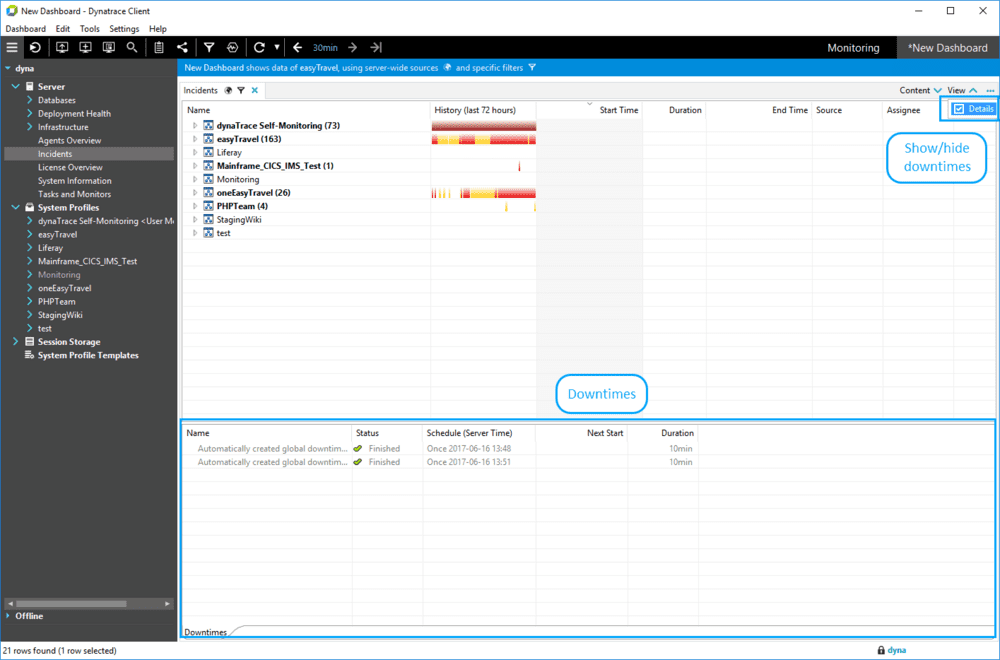 New Dashboard - Dynatrace Client
Dashboard Edit Tools Settings Help
30min Monitoring *New Dashboard
dyna
Server
Databases
Deployment Health
Infrastructure
Agents Overview
Incidents
License Overview
System Information
Tasks and Monitors
System Profiles
dynaTrace Self-Monitoring <User M
easyTravel
Liferay
Mainframe_CICS_IMS_Test
Monitoring
oneEasyTravel
PHPTeam
StagingWiki
test
Session Storage
System Profile Templates
Offline
New Dashboard shows data of easyTravel, using server-wide sources and specific filters
Incidents Content View ...
Name History (last 72 hours) Start Time Duration End Time Source Assignee Details
dynaTrace Self-Monitoring (73)
easyTravel (163)
Liferay
Mainframe_CICS_IMS_Test (1)
Monitoring
oneEasyTravel (26)
PHPTeam (4)
StagingWiki
test
Show/hide
downtimes
Downtimes
Name Status Schedule (Server Time) Next Start Duration
Automatically created global downtim... Finished Once 2017-06-16 13:48 10min
Automatically created global downtim... Finished Once 2017-06-16 13:51 10min
Downtimes
21 rows found (1 row selected) dyna